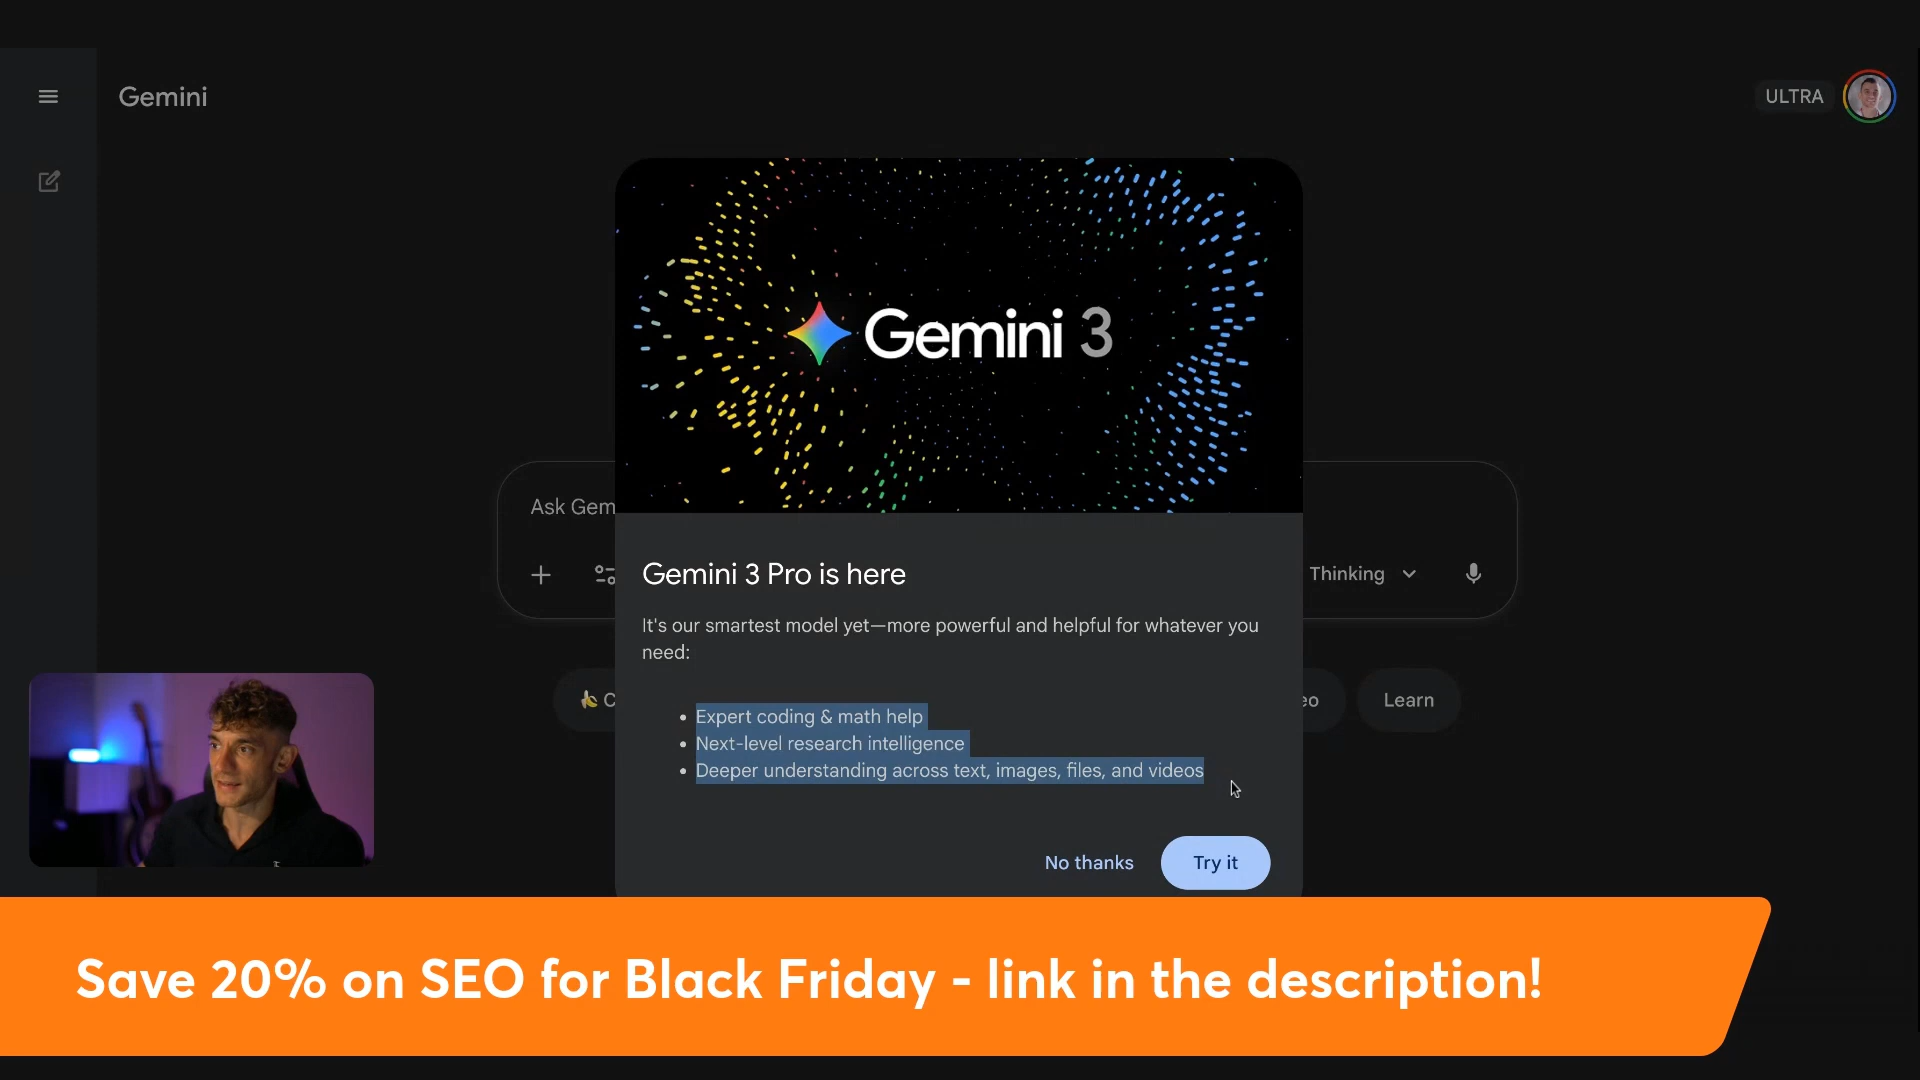 Gemini
ULTRA
Gemini 3
Ask Gem
Thinking
Gemini 3 Pro is here
It's our smartest model yet—more powerful and helpful for whatever you
need:
Expert coding & math help
Next-level research intelligence
Deeper understanding across text, images, files, and videos
C
eo
Learn
No thanks
Try it
Save 20% on SEO for Black Friday - link in the description!